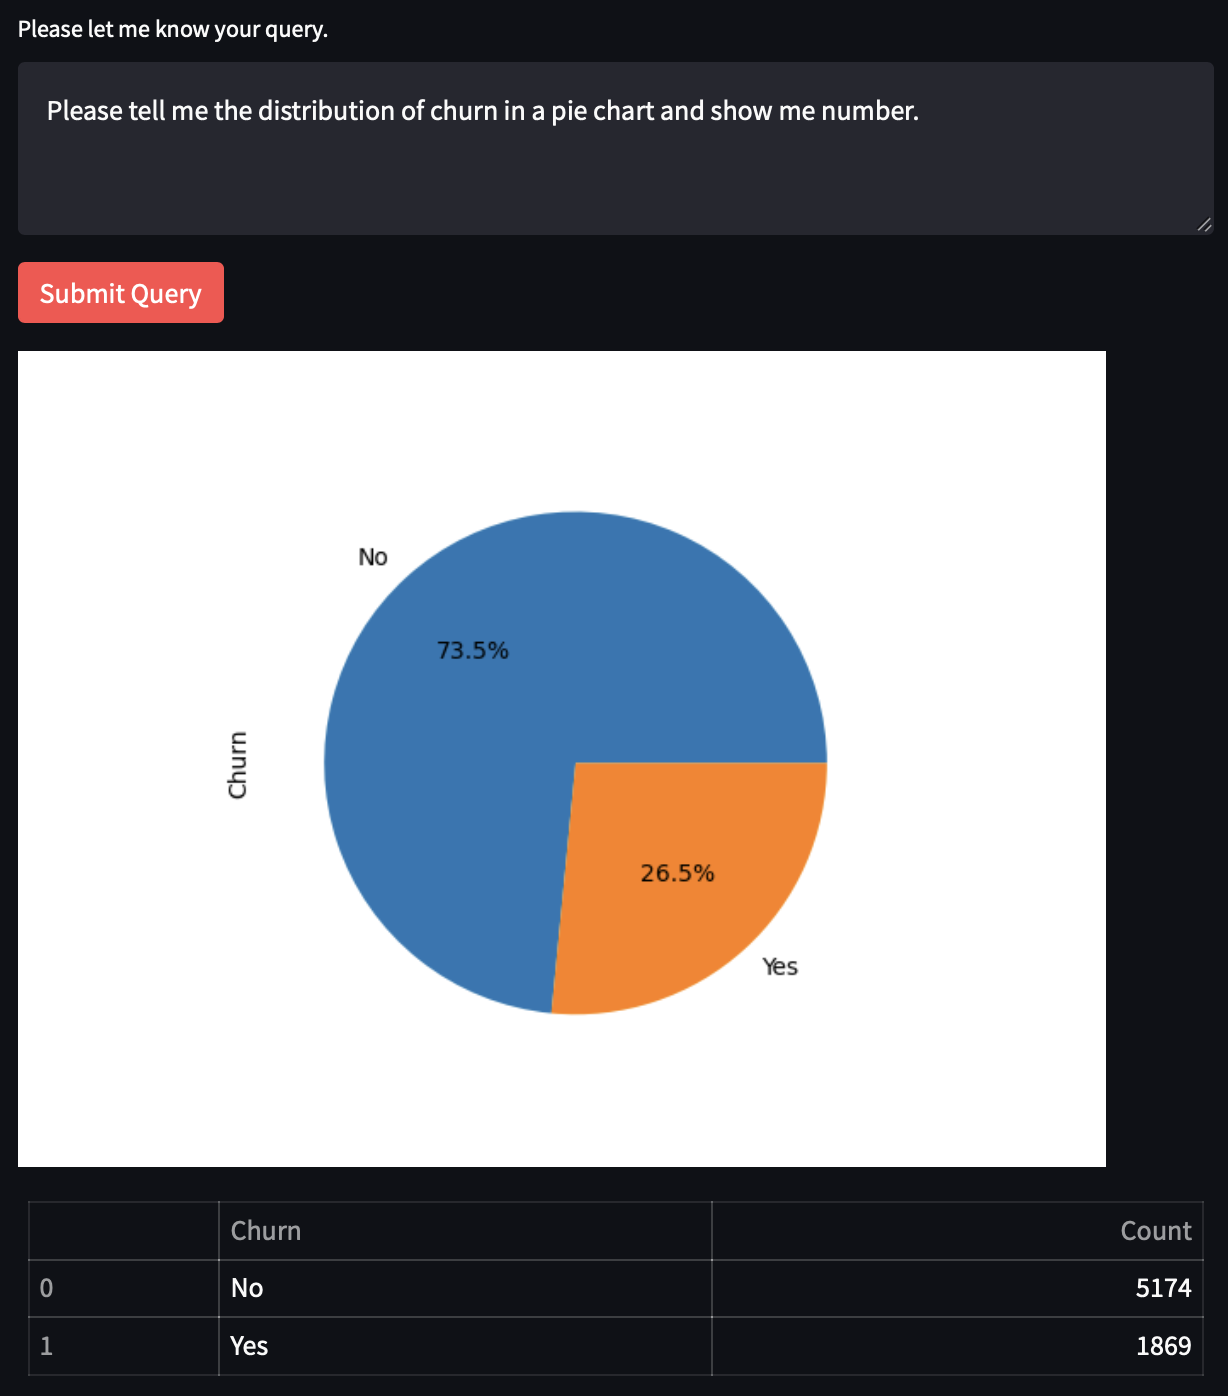 Please let me know your query.
Please tell me the distribution of churn in a pie chart and show me number.
Submit Query
No
73.5%
Churn
26.5%
Yes
Churn Count
0 No 5174
1 Yes 1869